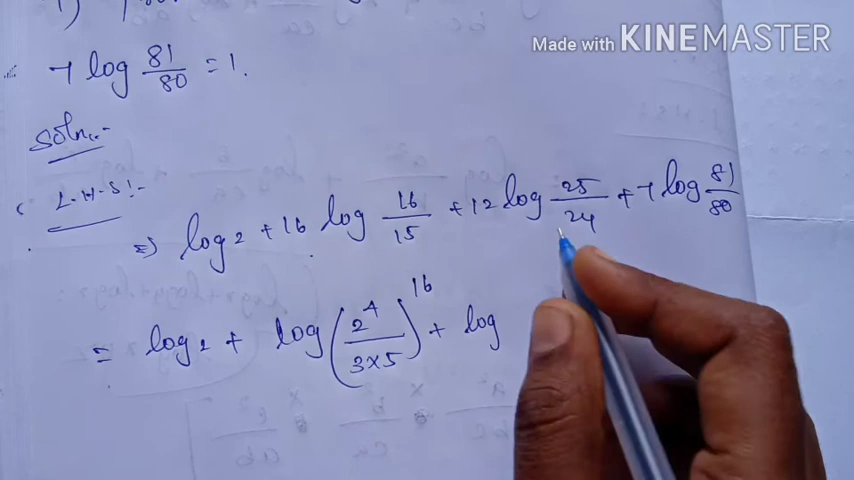 Made with KINEMASTER
7 log 81/80 = 1.
Soln:-
L.H.S:-
⇒ log 2 + 16 log 16/15 + 12 log 25/24 + 7 log 81/80
= log 2 + log (2^4/3×5)^16 + log